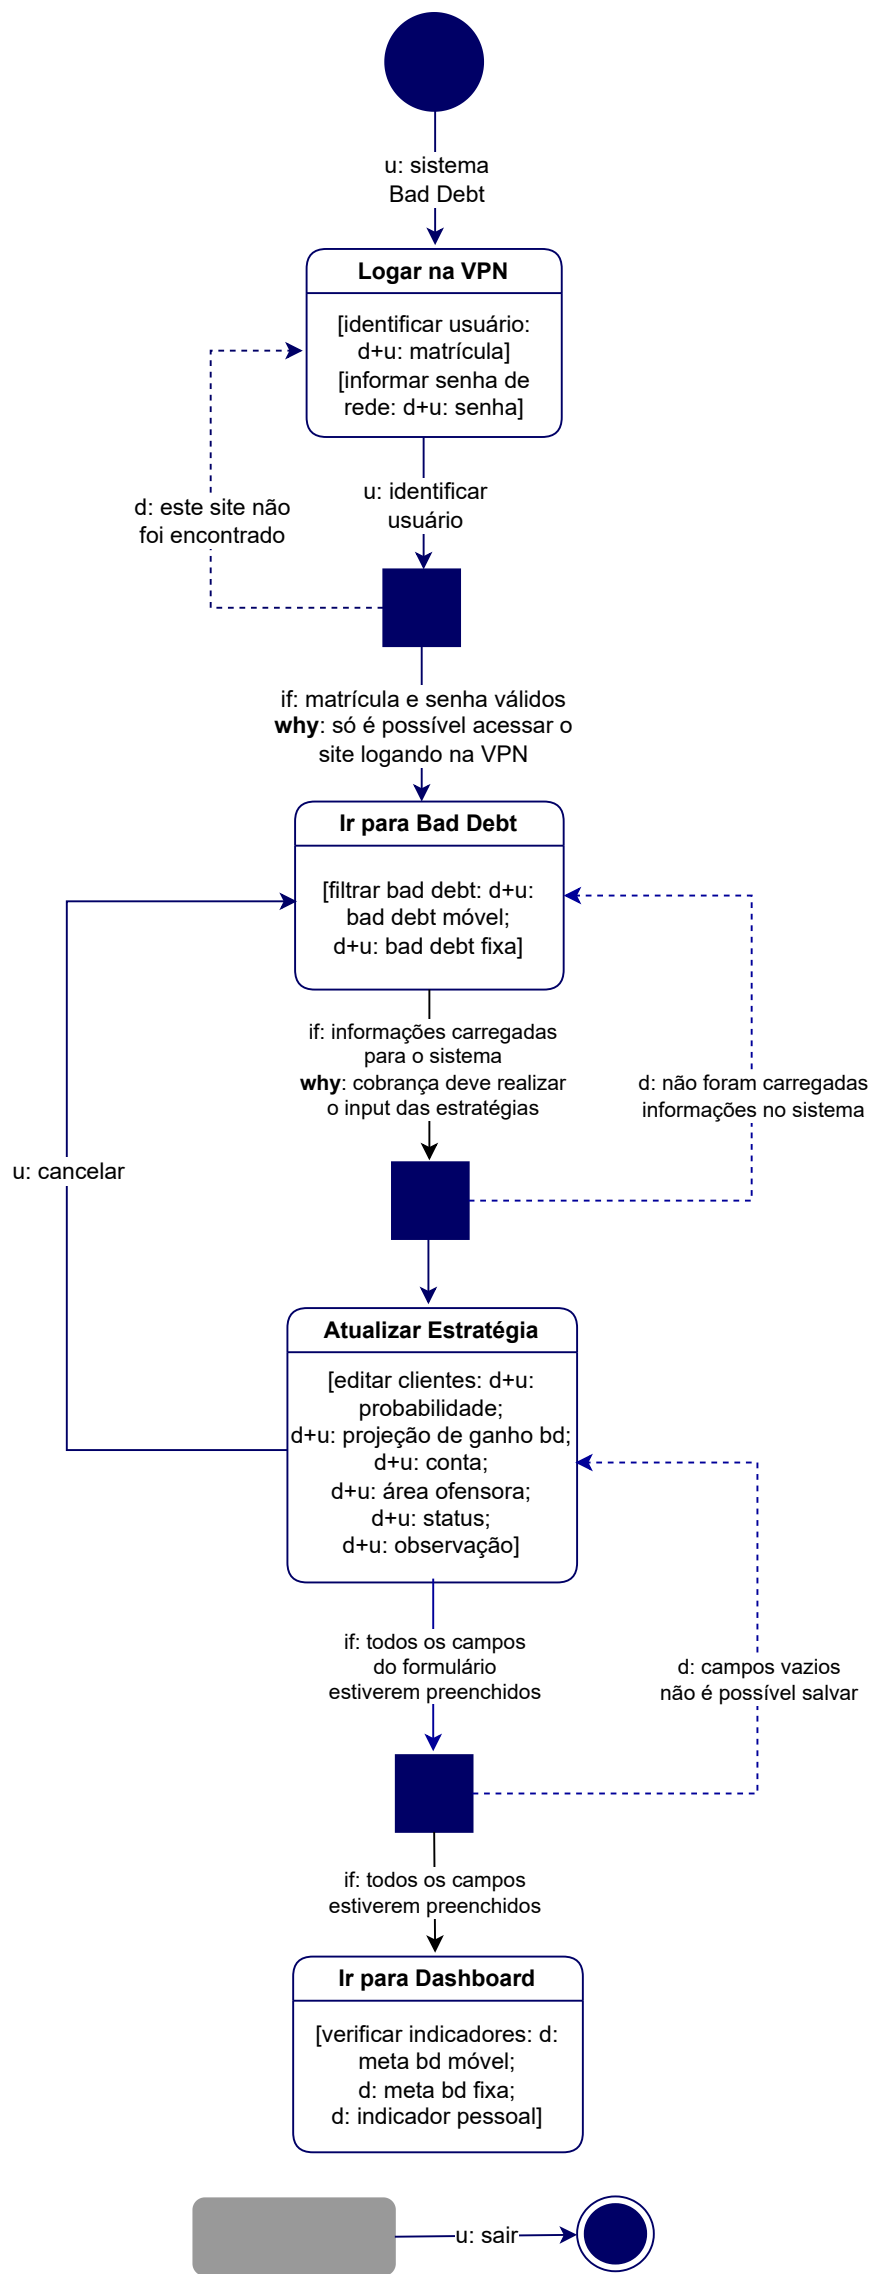 u: sistema
Bad Debt
Logar na VPN
[identificar usuário:
d+u: matrícula]
[informar senha de
rede: d+u: senha]
u: identificar
usuário
d: este site não
foi encontrado
if: matrícula e senha válidos
why: só é possível acessar o
site logando na VPN
Ir para Bad Debt
[filtrar bad debt: d+u:
bad debt móvel;
d+u: bad debt fixa]
if: informações carregadas
para o sistema
why: cobrança deve realizar
o input das estratégias
d: não foram carregadas
informações no sistema
u: cancelar
Atualizar Estratégia
[editar clientes: d+u:
probabilidade;
d+u: projeção de ganho bd;
d+u: conta;
d+u: área ofensora;
d+u: status;
d+u: observação]
if: todos os campos
do formulário
estiverem preenchidos
d: campos vazios
não é possível salvar
if: todos os campos
estiverem preenchidos
Ir para Dashboard
[verificar indicadores: d:
meta bd móvel;
d: meta bd fixa;
d: indicador pessoal]
u: sair